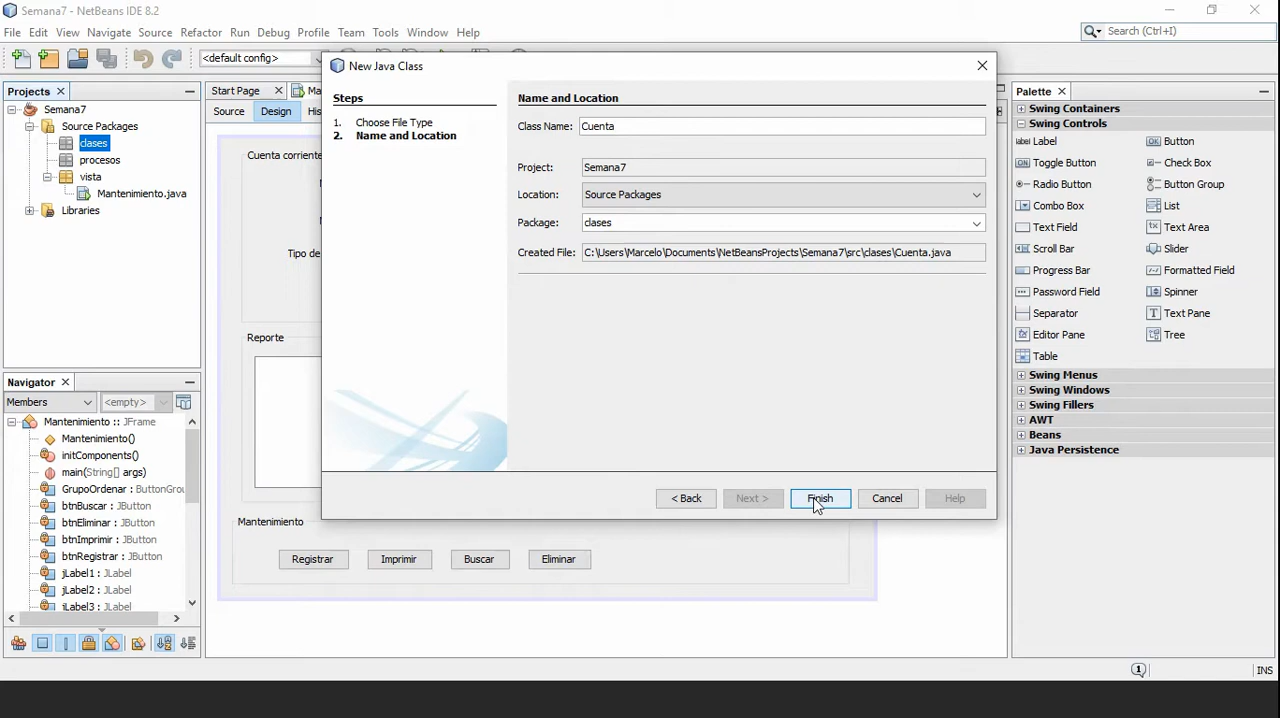 Semana7 - NetBeans IDE 8.2
File Edit View Navigate Source Refactor Run Debug Profile Team Tools Window Help
Search (Ctrl+I)
<default config>
Projects
Semana7
Source Packages
clases
procesos
vista
Mantenimiento.java
Libraries
Navigator
Members
<empty>
Mantenimiento :: JFrame
Mantenimiento()
initComponents()
main(String[] args)
GrupoOrdenar : ButtonGrou
btnBuscar : JButton
btnEliminar : JButton
btnImprimir : JButton
btnRegistrar : JButton
jLabel1 : JLabel
jLabel2 : JLabel
jLabel3 : JLabel
Start Page
Ma
Source Design His
Cuenta corriente
Tipo de
Reporte
Mantenimiento
Registrar Imprimir Buscar Eliminar
New Java Class
Steps
1. Choose File Type
2. Name and Location
Name and Location
Class Name: Cuenta
Project: Semana7
Location: Source Packages
Package: clases
Created File: C:\Users\Marcelo\Documents\NetBeansProjects\Semana7\src\clases\Cuenta.java
< Back Next > Finish Cancel Help
Palette
Swing Containers
Swing Controls
Label Button
Toggle Button Check Box
Radio Button Button Group
Combo Box List
Text Field Text Area
Scroll Bar Slider
Progress Bar Formatted Field
Password Field Spinner
Separator Text Pane
Editor Pane Tree
Table
Swing Menus
Swing Windows
Swing Fillers
AWT
Beans
Java Persistence
1
INS